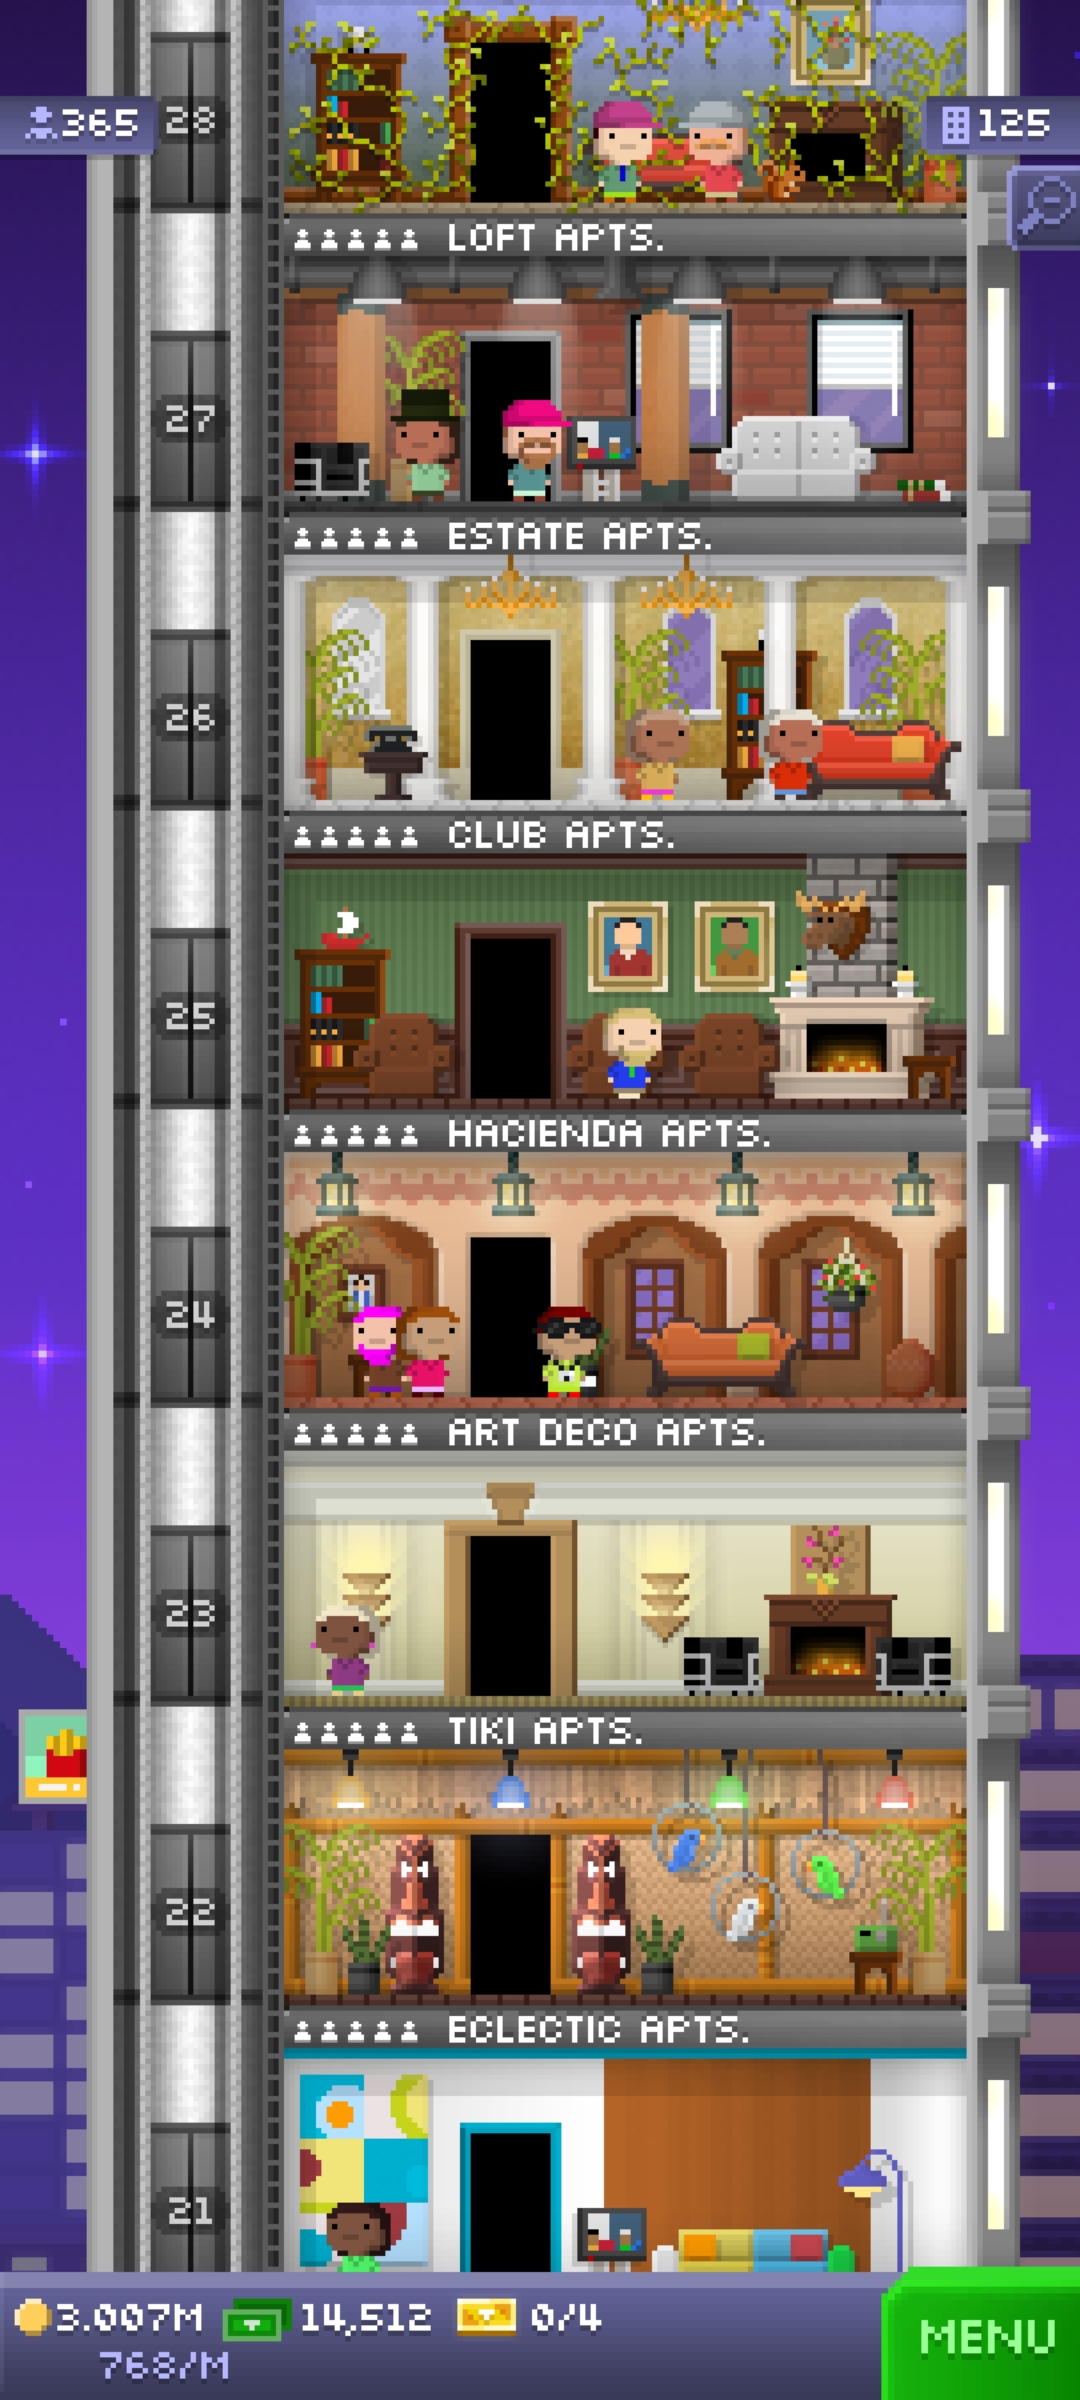 365
28
125
LOFT APTS.
27
ESTATE APTS.
26
CLUB APTS.
25
HACIENDA APTS.
24
ART DECO APTS.
23
TIKI APTS.
22
ECLECTIC APTS.
21
3.007M 14,512 0/4
768/M
MENU